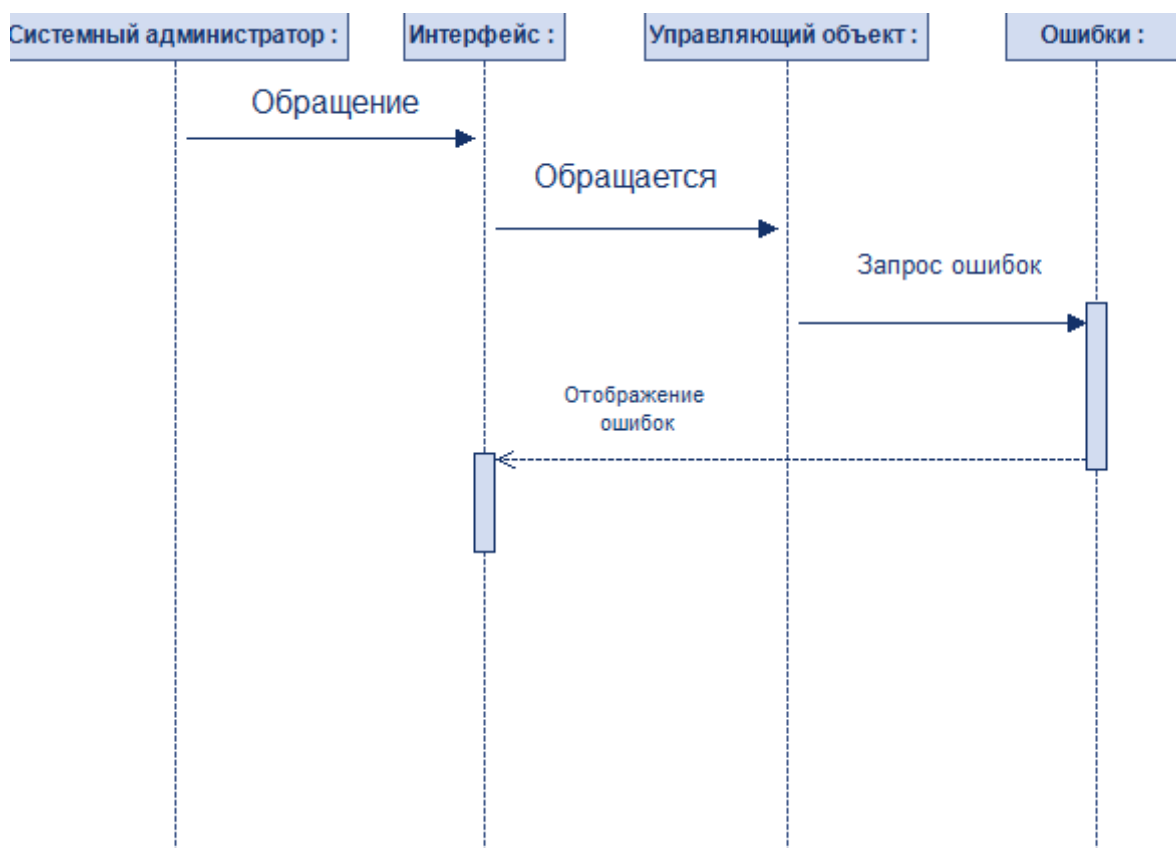 Системный администратор :
Интерфейс :
Управляющий объект :
Ошибки :
Обращение
Обращается
Запрос ошибок
Отображение
ошибок